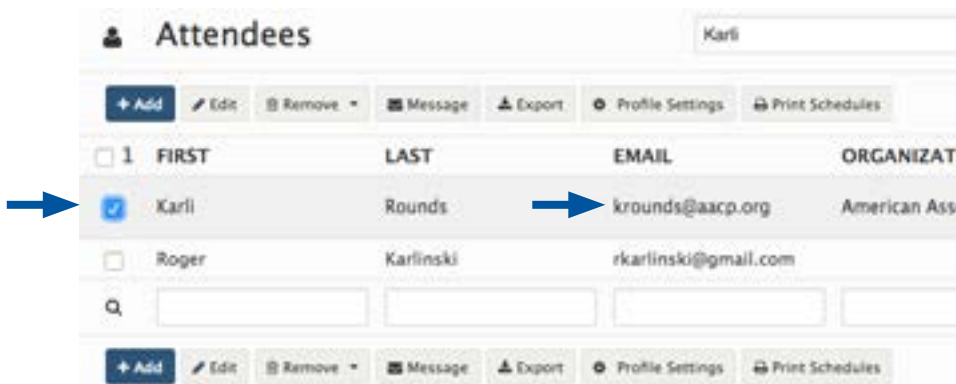 Attendees Karli
+ Add Edit Remove Message Export Profile Settings Print Schedules
1 FIRST LAST EMAIL ORGANIZAT
Karli Rounds krounds@aacp.org American Ass
Roger Karlinski rkarlinski@gmail.com
+ Add Edit Remove Message Export Profile Settings Print Schedules